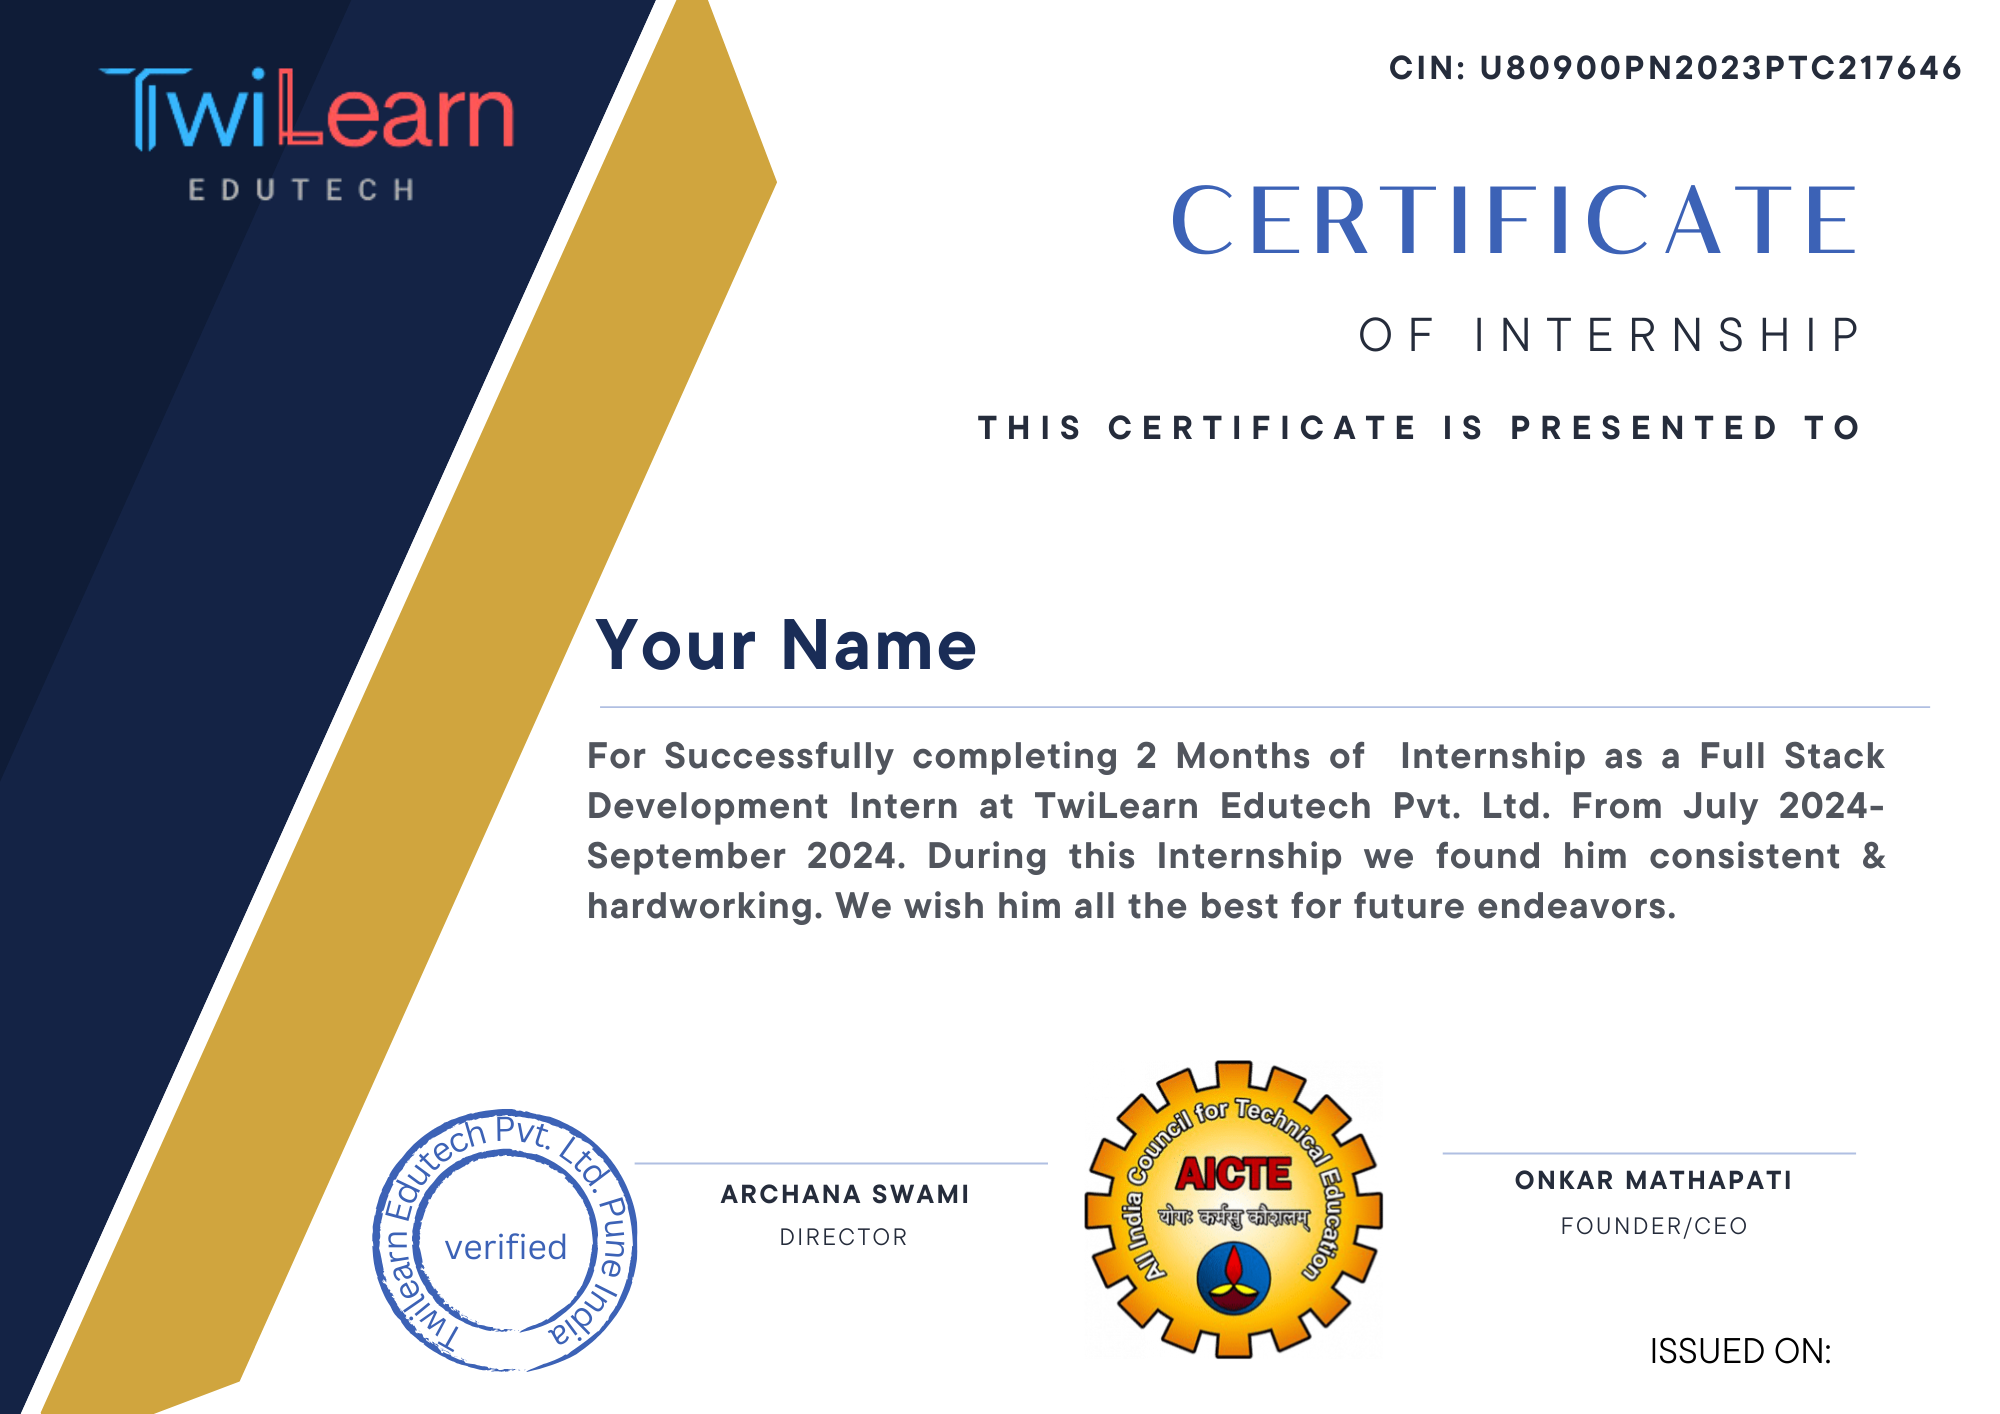 TwiLearn
EDUTECH
CIN: U80900PN2023PTC217646
CERTIFICATE
OF INTERNSHIP
THIS CERTIFICATE IS PRESENTED TO
Your Name
For Successfully completing 2 Months of Internship as a Full Stack
Development Intern at TwiLearn Edutech Pvt. Ltd. From July 2024-
September 2024. During this Internship we found him consistent &
hardworking. We wish him all the best for future endeavors.
Twilearn Edutech Pvt. Ltd. Pune India
verified
ARCHANA SWAMI
DIRECTOR
All India Council for Technical Education
AICTE
योगः कर्मसु कौशलम्
ONKAR MATHAPATI
FOUNDER/CEO
ISSUED ON: